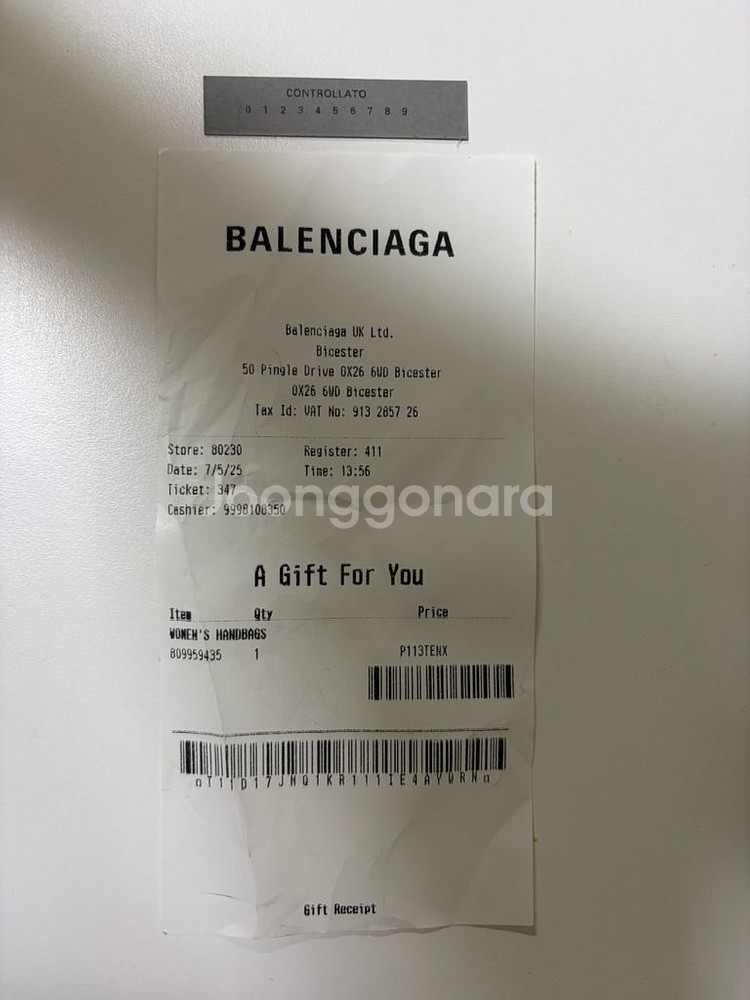 CONTROLLATO
0 1 2 3 4 5 6 7 8 9
BALENCIAGA
Balenciaga UK Ltd.
Bicester
50 Pingle Drive OX26 6WD Bicester
OX26 6WD Bicester
Tax Id: VAT No: 913 2857 26
Store: 80230 Register: 411
Date: 7/5/25 Time: 13:56
Ticket: 347
Joonggonara
Cashier: 9998108350
A Gift For You
Item Qty Price
WOMEN'S HANDBAGS
809959435 1 P113TENX
Gift Receipt